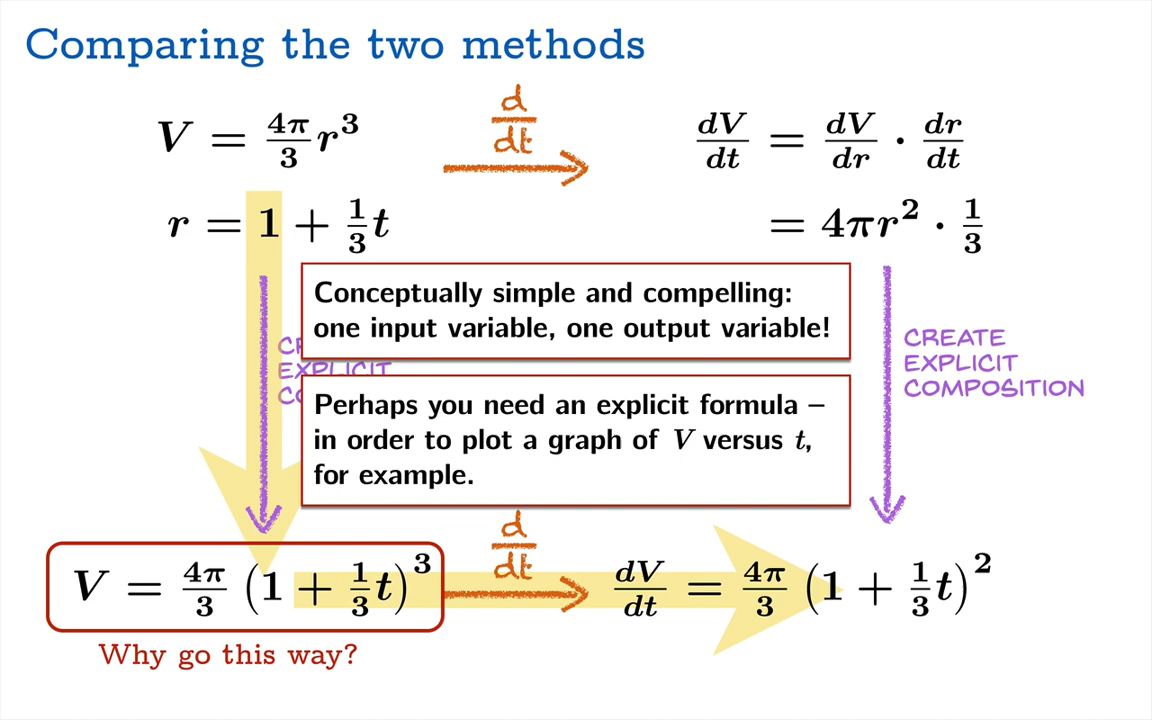 Comparing the two methods
V = 4π/3 r³
d/dt
dV/dt = dV/dr · dr/dt
r = 1 + 1/3 t
= 4πr² · 1/3
Conceptually simple and compelling:
one input variable, one output variable!
CREATE
EXPLICIT
COMPOSITION
EXPLICIT
Perhaps you need an explicit formula –
in order to plot a graph of V versus t,
for example.
V = 4π/3 (1 + 1/3 t)³
d/dt
dV/dt = 4π/3 (1 + 1/3 t)²
Why go this way?